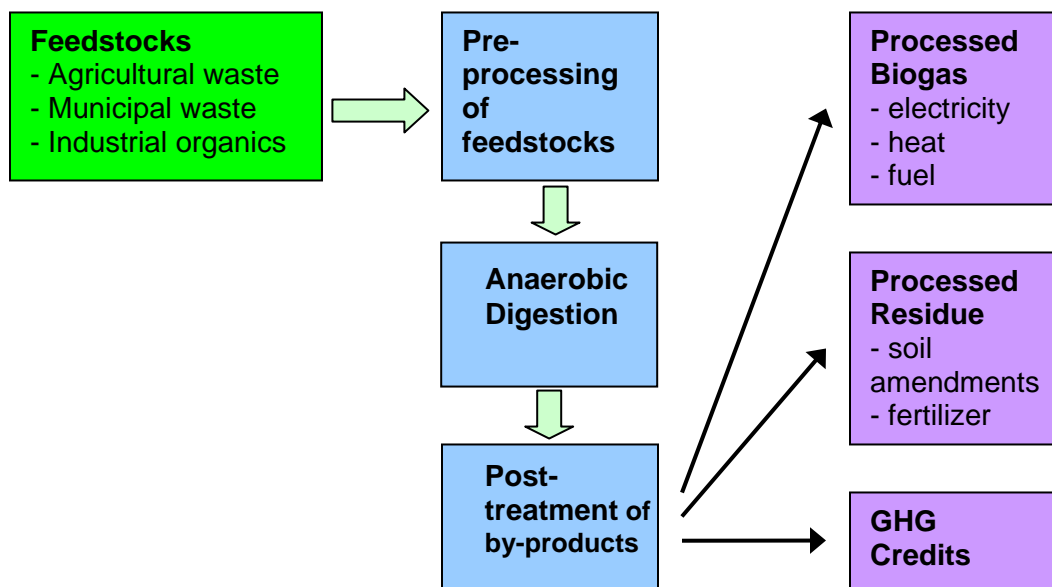 Feedstocks
- Agricultural waste
- Municipal waste
- Industrial organics
Pre-
processing
of
feedstocks
Anaerobic
Digestion
Post-
treatment of
by-products
Processed
Biogas
- electricity
- heat
- fuel
Processed
Residue
- soil
amendments
- fertilizer
GHG
Credits